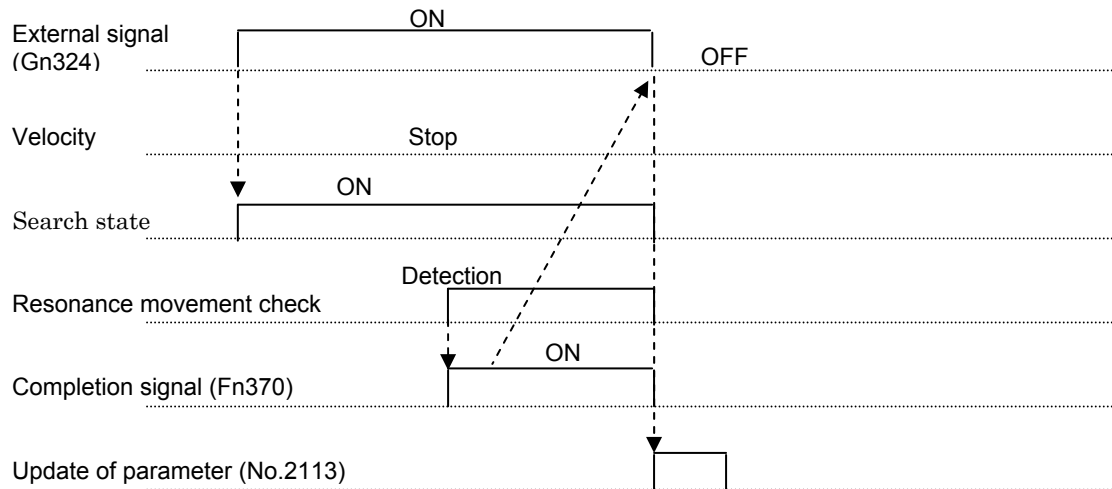 ON
External signal
(Gn324)
OFF
Velocity
Stop
ON
Search state
Detection
Resonance movement check
ON
Completion signal (Fn370)
Update of parameter (No.2113)